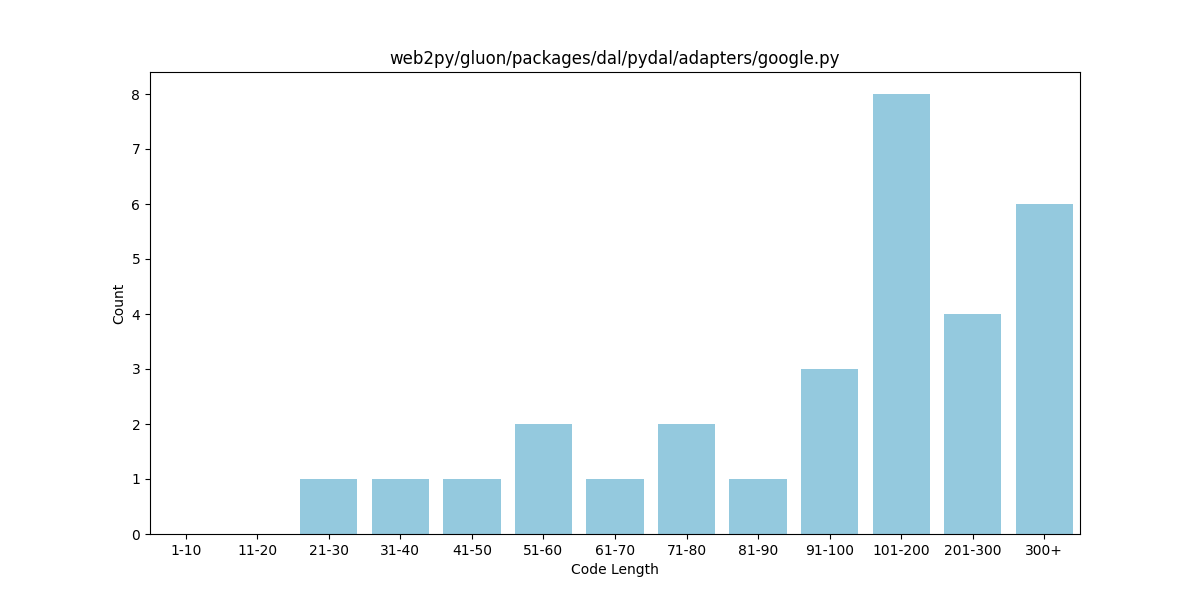 web2py/gluon/packages/dal/pydal/adapters/google.py
8
7
6
5
4
3
2
1
0
Count
1-10 11-20 21-30 31-40 41-50 51-60 61-70 71-80 81-90 91-100 101-200 201-300 300+
Code Length